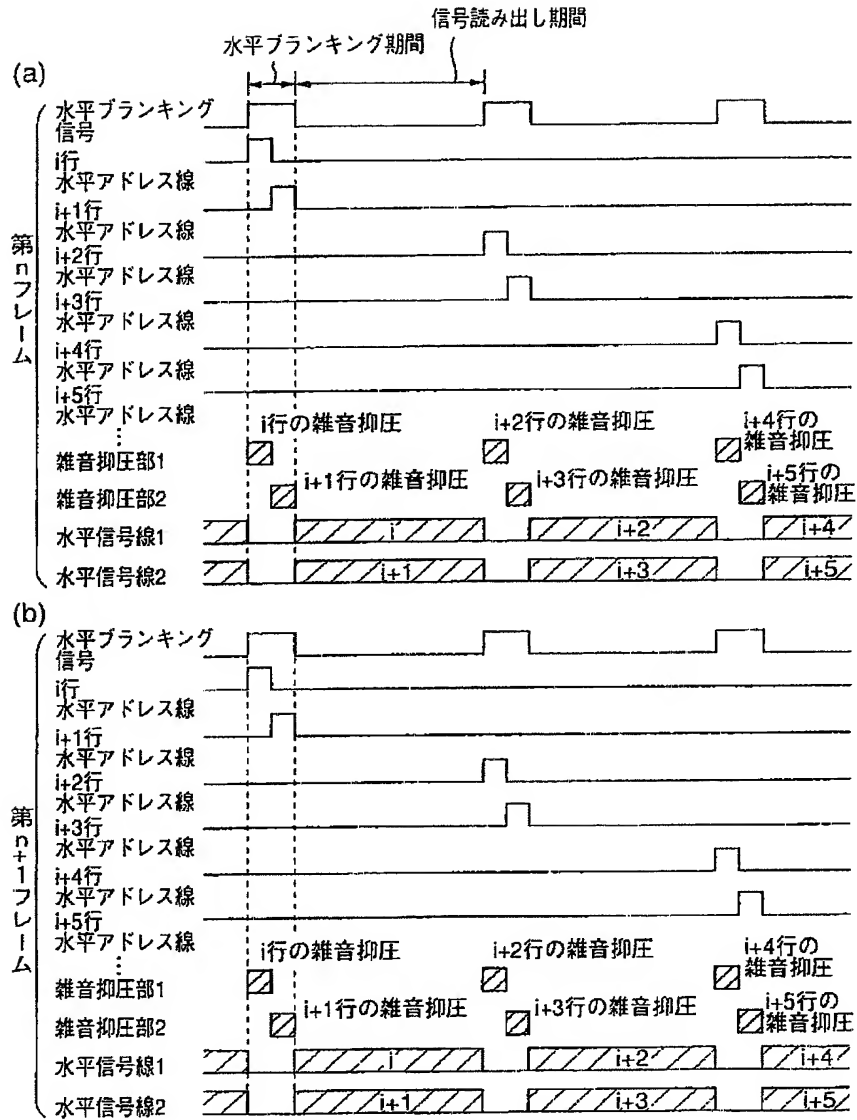 信号読み出し期間
水平ブランキング期間
(a)
第nフレーム
水平ブランキング
信号
i行
水平アドレス線
i+1行
水平アドレス線
i+2行
水平アドレス線
i+3行
水平アドレス線
i+4行
水平アドレス線
i+5行
水平アドレス線
⋮
i行の雑音抑圧
i+2行の雑音抑圧
i+4行の
雑音抑圧
雑音抑圧部1
i+1行の雑音抑圧
i+3行の雑音抑圧
i+5行の
雑音抑圧
雑音抑圧部2
水平信号線1
i
i+2
i+4
水平信号線2
i+1
i+3
i+5
(b)
第n+1フレーム
水平ブランキング
信号
i行
水平アドレス線
i+1行
水平アドレス線
i+2行
水平アドレス線
i+3行
水平アドレス線
i+4行
水平アドレス線
i+5行
水平アドレス線
⋮
i行の雑音抑圧
i+2行の雑音抑圧
i+4行の
雑音抑圧
雑音抑圧部1
i+1行の雑音抑圧
i+3行の雑音抑圧
i+5行の
雑音抑圧
雑音抑圧部2
水平信号線1
i
i+2
i+4
水平信号線2
i+1
i+3
i+5